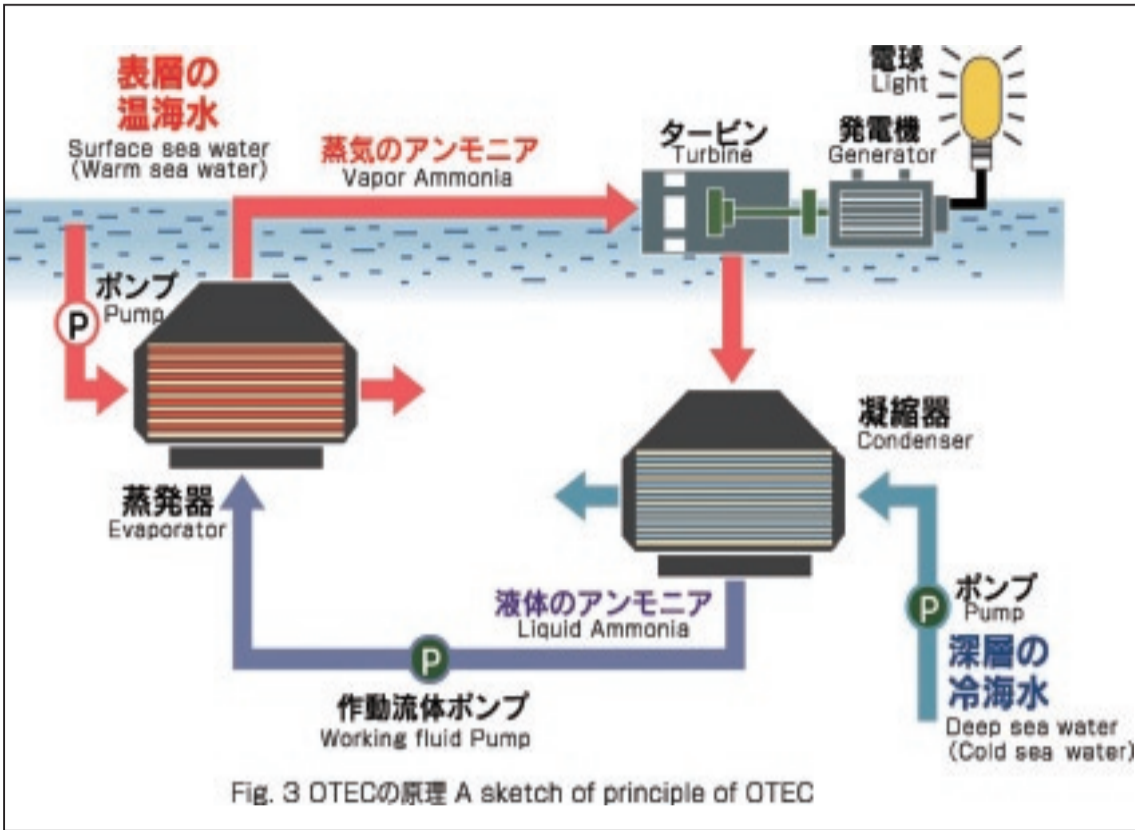 表層の
温海水
Surface sea water
(Warm sea water)
蒸気のアンモニア
Vapor Ammonia
タービン
Turbine
発電機
Generator
電球
Light
ポンプ
Pump
P
蒸発器
Evaporator
凝縮器
Condenser
液体のアンモニア
Liquid Ammonia
P
作動流体ポンプ
Working fluid Pump
P
ポンプ
Pump
深層の
冷海水
Deep sea water
(Cold sea water)
Fig. 3 OTECの原理 A sketch of principle of OTEC